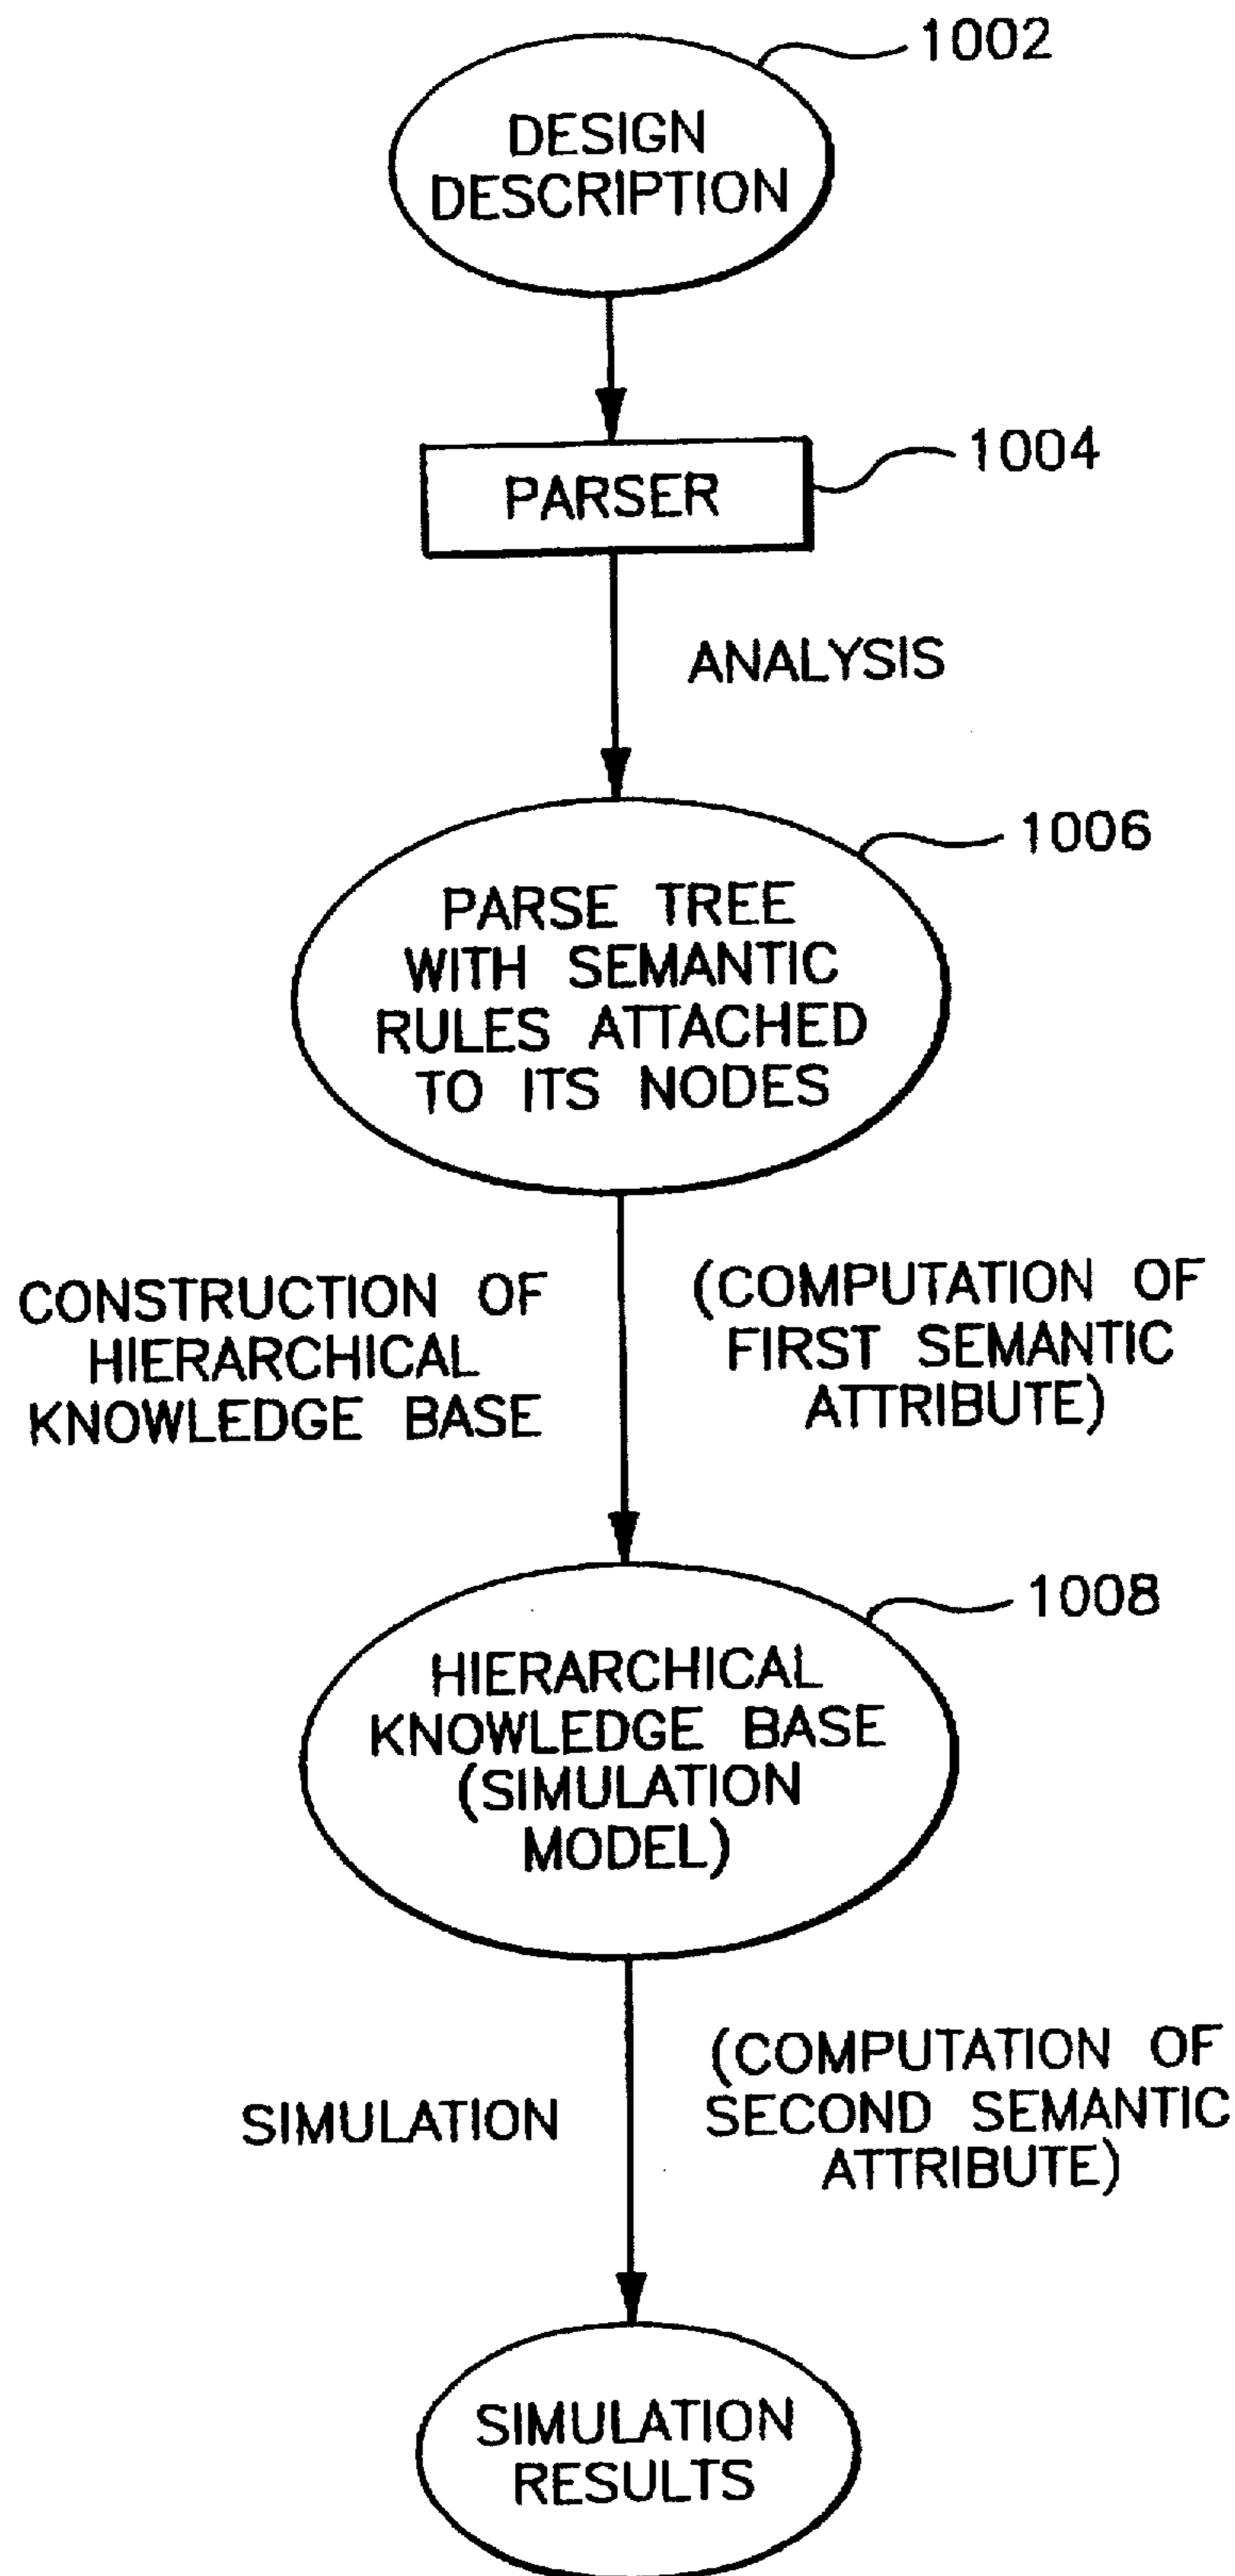 1002
DESIGN
DESCRIPTION
1004
PARSER
ANALYSIS
1006
PARSE TREE
WITH SEMANTIC
RULES ATTACHED
TO ITS NODES
CONSTRUCTION OF
HIERARCHICAL
KNOWLEDGE BASE
(COMPUTATION OF
FIRST SEMANTIC
ATTRIBUTE)
1008
HIERARCHICAL
KNOWLEDGE BASE
(SIMULATION
MODEL)
SIMULATION
(COMPUTATION OF
SECOND SEMANTIC
ATTRIBUTE)
SIMULATION
RESULTS